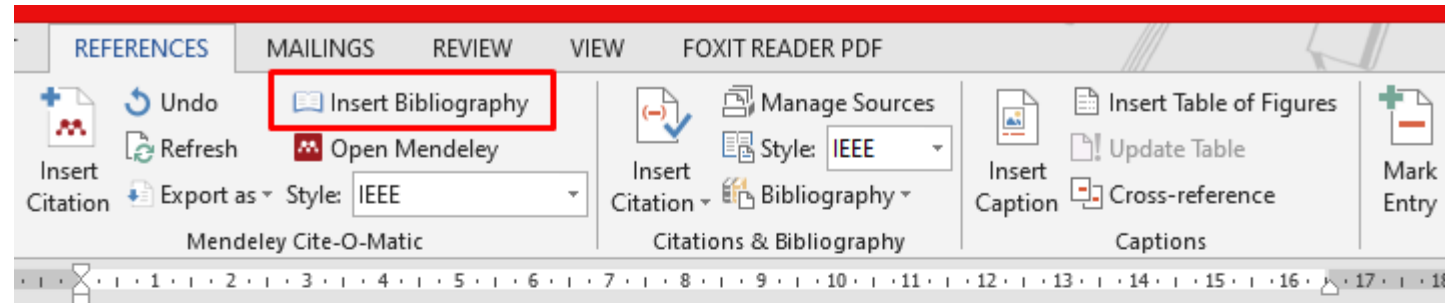 REFERENCES MAILINGS REVIEW VIEW FOXIT READER PDF
Insert Citation
Undo
Refresh
Export as
Insert Bibliography
Open Mendeley
Style: IEEE
Mendeley Cite-O-Matic
Insert Citation
Manage Sources
Style: IEEE
Bibliography
Citations & Bibliography
Insert Caption
Insert Table of Figures
Update Table
Cross-reference
Captions
Mark Entry
1 2 3 4 5 6 7 8 9 10 11 12 13 14 15 16 17 18